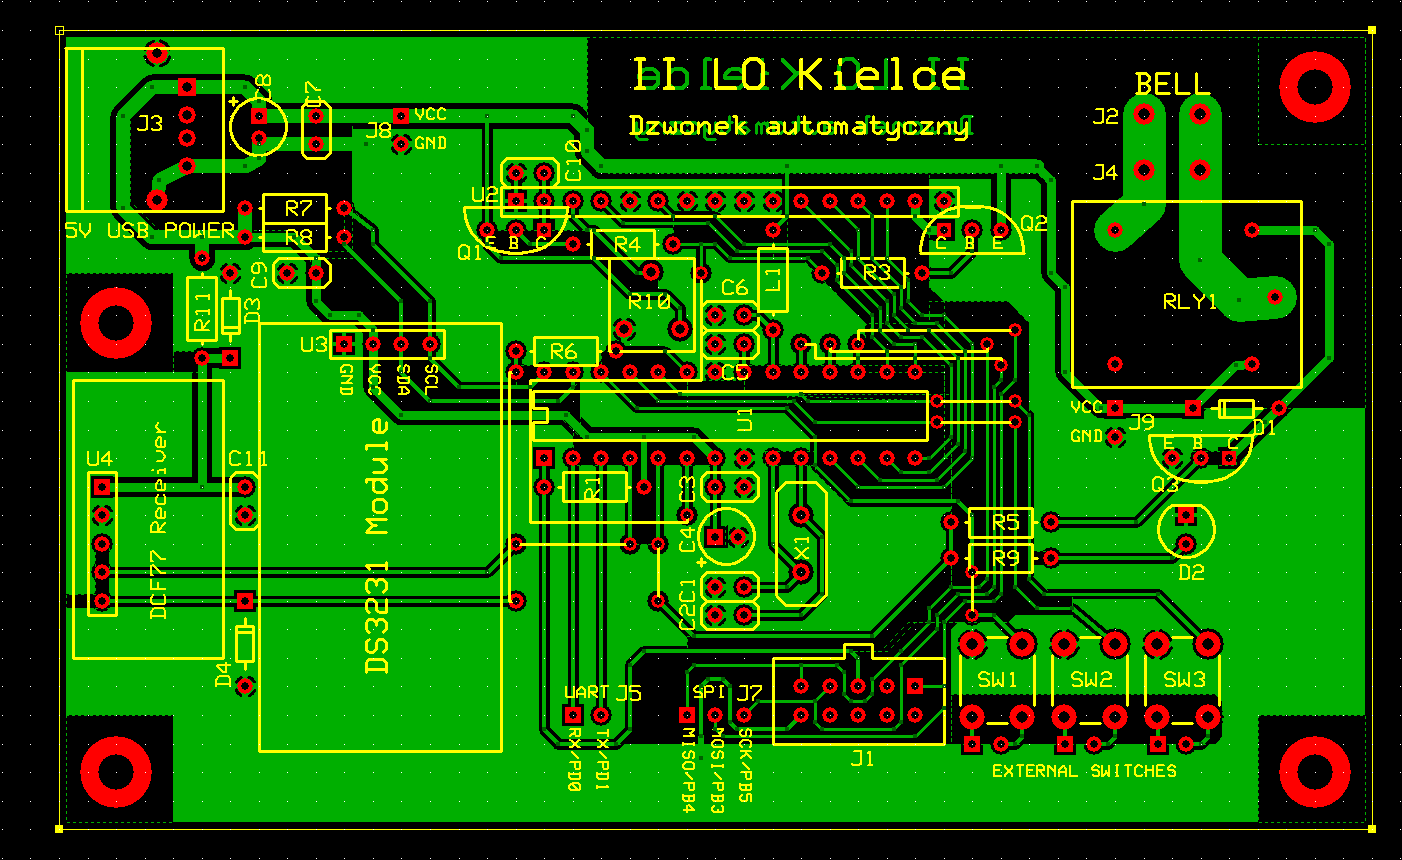 II LO Kielce
Dzwonek automatyczny
BELL
J2
J4
J3
C8
+
C7
J8
VCC
GND
C10
U2
R7
R8
5V USB POWER
Q1
E B C
R4
C B E
Q2
C9
R11
D3
R10
C6
L1
R3
RLY1
U3
GND
VCC
SDA
SCL
R6
C5
U1
VCC
GND
J9
D1
E B C
Q3
U4
C11
DCF77 Receiver
DS3231 Module
R1
C3
C4
+
X1
R5
R9
D2
C1
C2
D4
UART J5
SPI J7
RX/PD0
TX/PD1
MISO/PB4
MOSI/PB3
SCK/PB5
J1
SW1
SW2
SW3
EXTERNAL SWITCHES